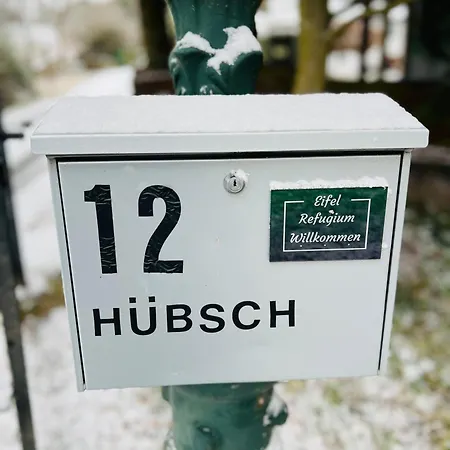 12
HÜBSCH
Eifel
Refugium
Willkommen